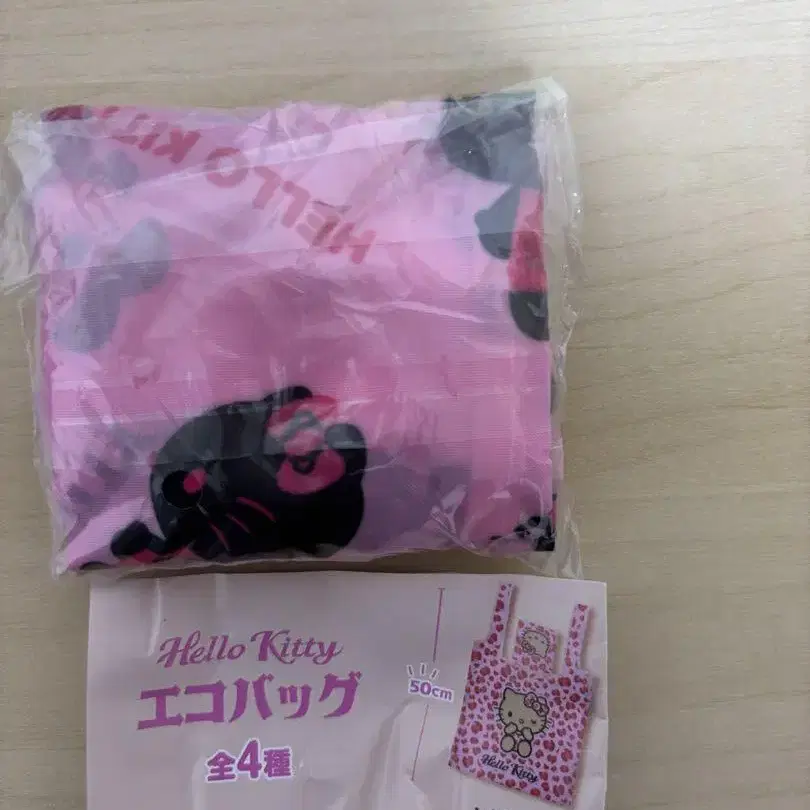 HELLO KITTY
Hello Kitty
エコバッグ
全4種
50cm
Hello Kitty